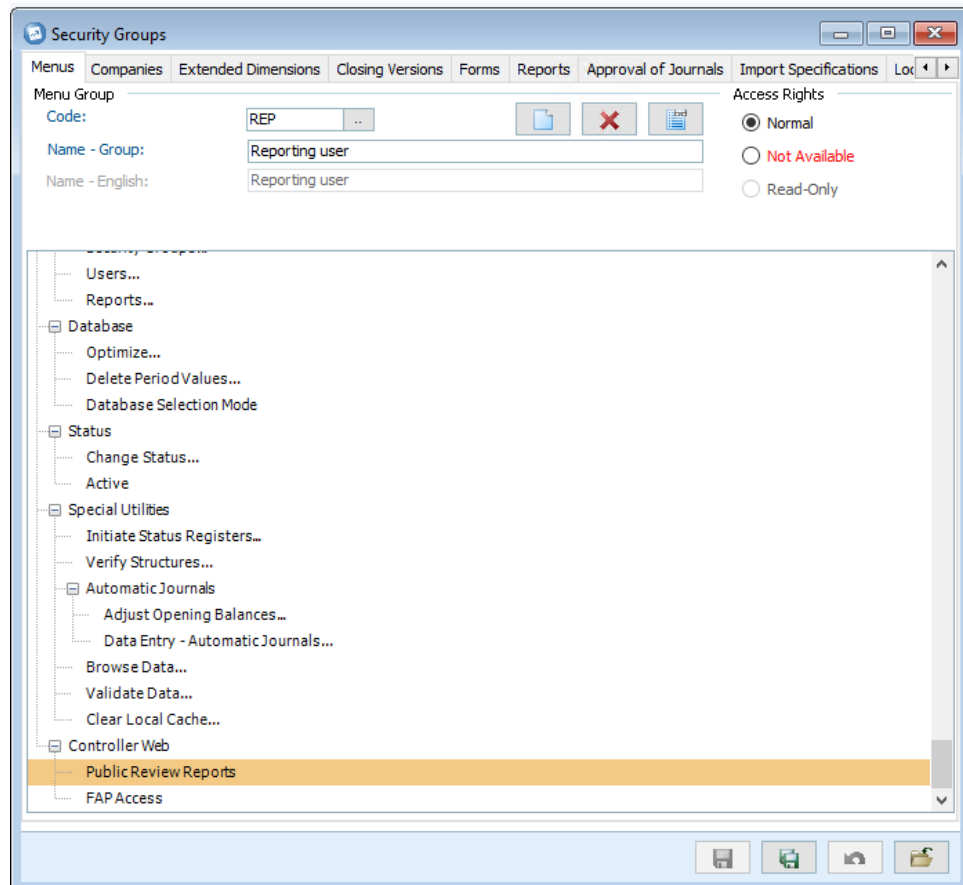 Security Groups
Menus Companies Extended Dimensions Closing Versions Forms Reports Approval of Journals Import Specifications
Menu Group
Access Rights
Code: REP ..
Normal
Name - Group: Reporting user
Not Available
Name - English: Reporting user
Read-Only
Users...
Reports...
Database
Optimize...
Delete Period Values...
Database Selection Mode
Status
Change Status...
Active
Special Utilities
Initiate Status Registers...
Verify Structures...
Automatic Journals
Adjust Opening Balances...
Data Entry - Automatic Journals...
Browse Data...
Validate Data...
Clear Local Cache...
Controller Web
Public Review Reports
FAP Access